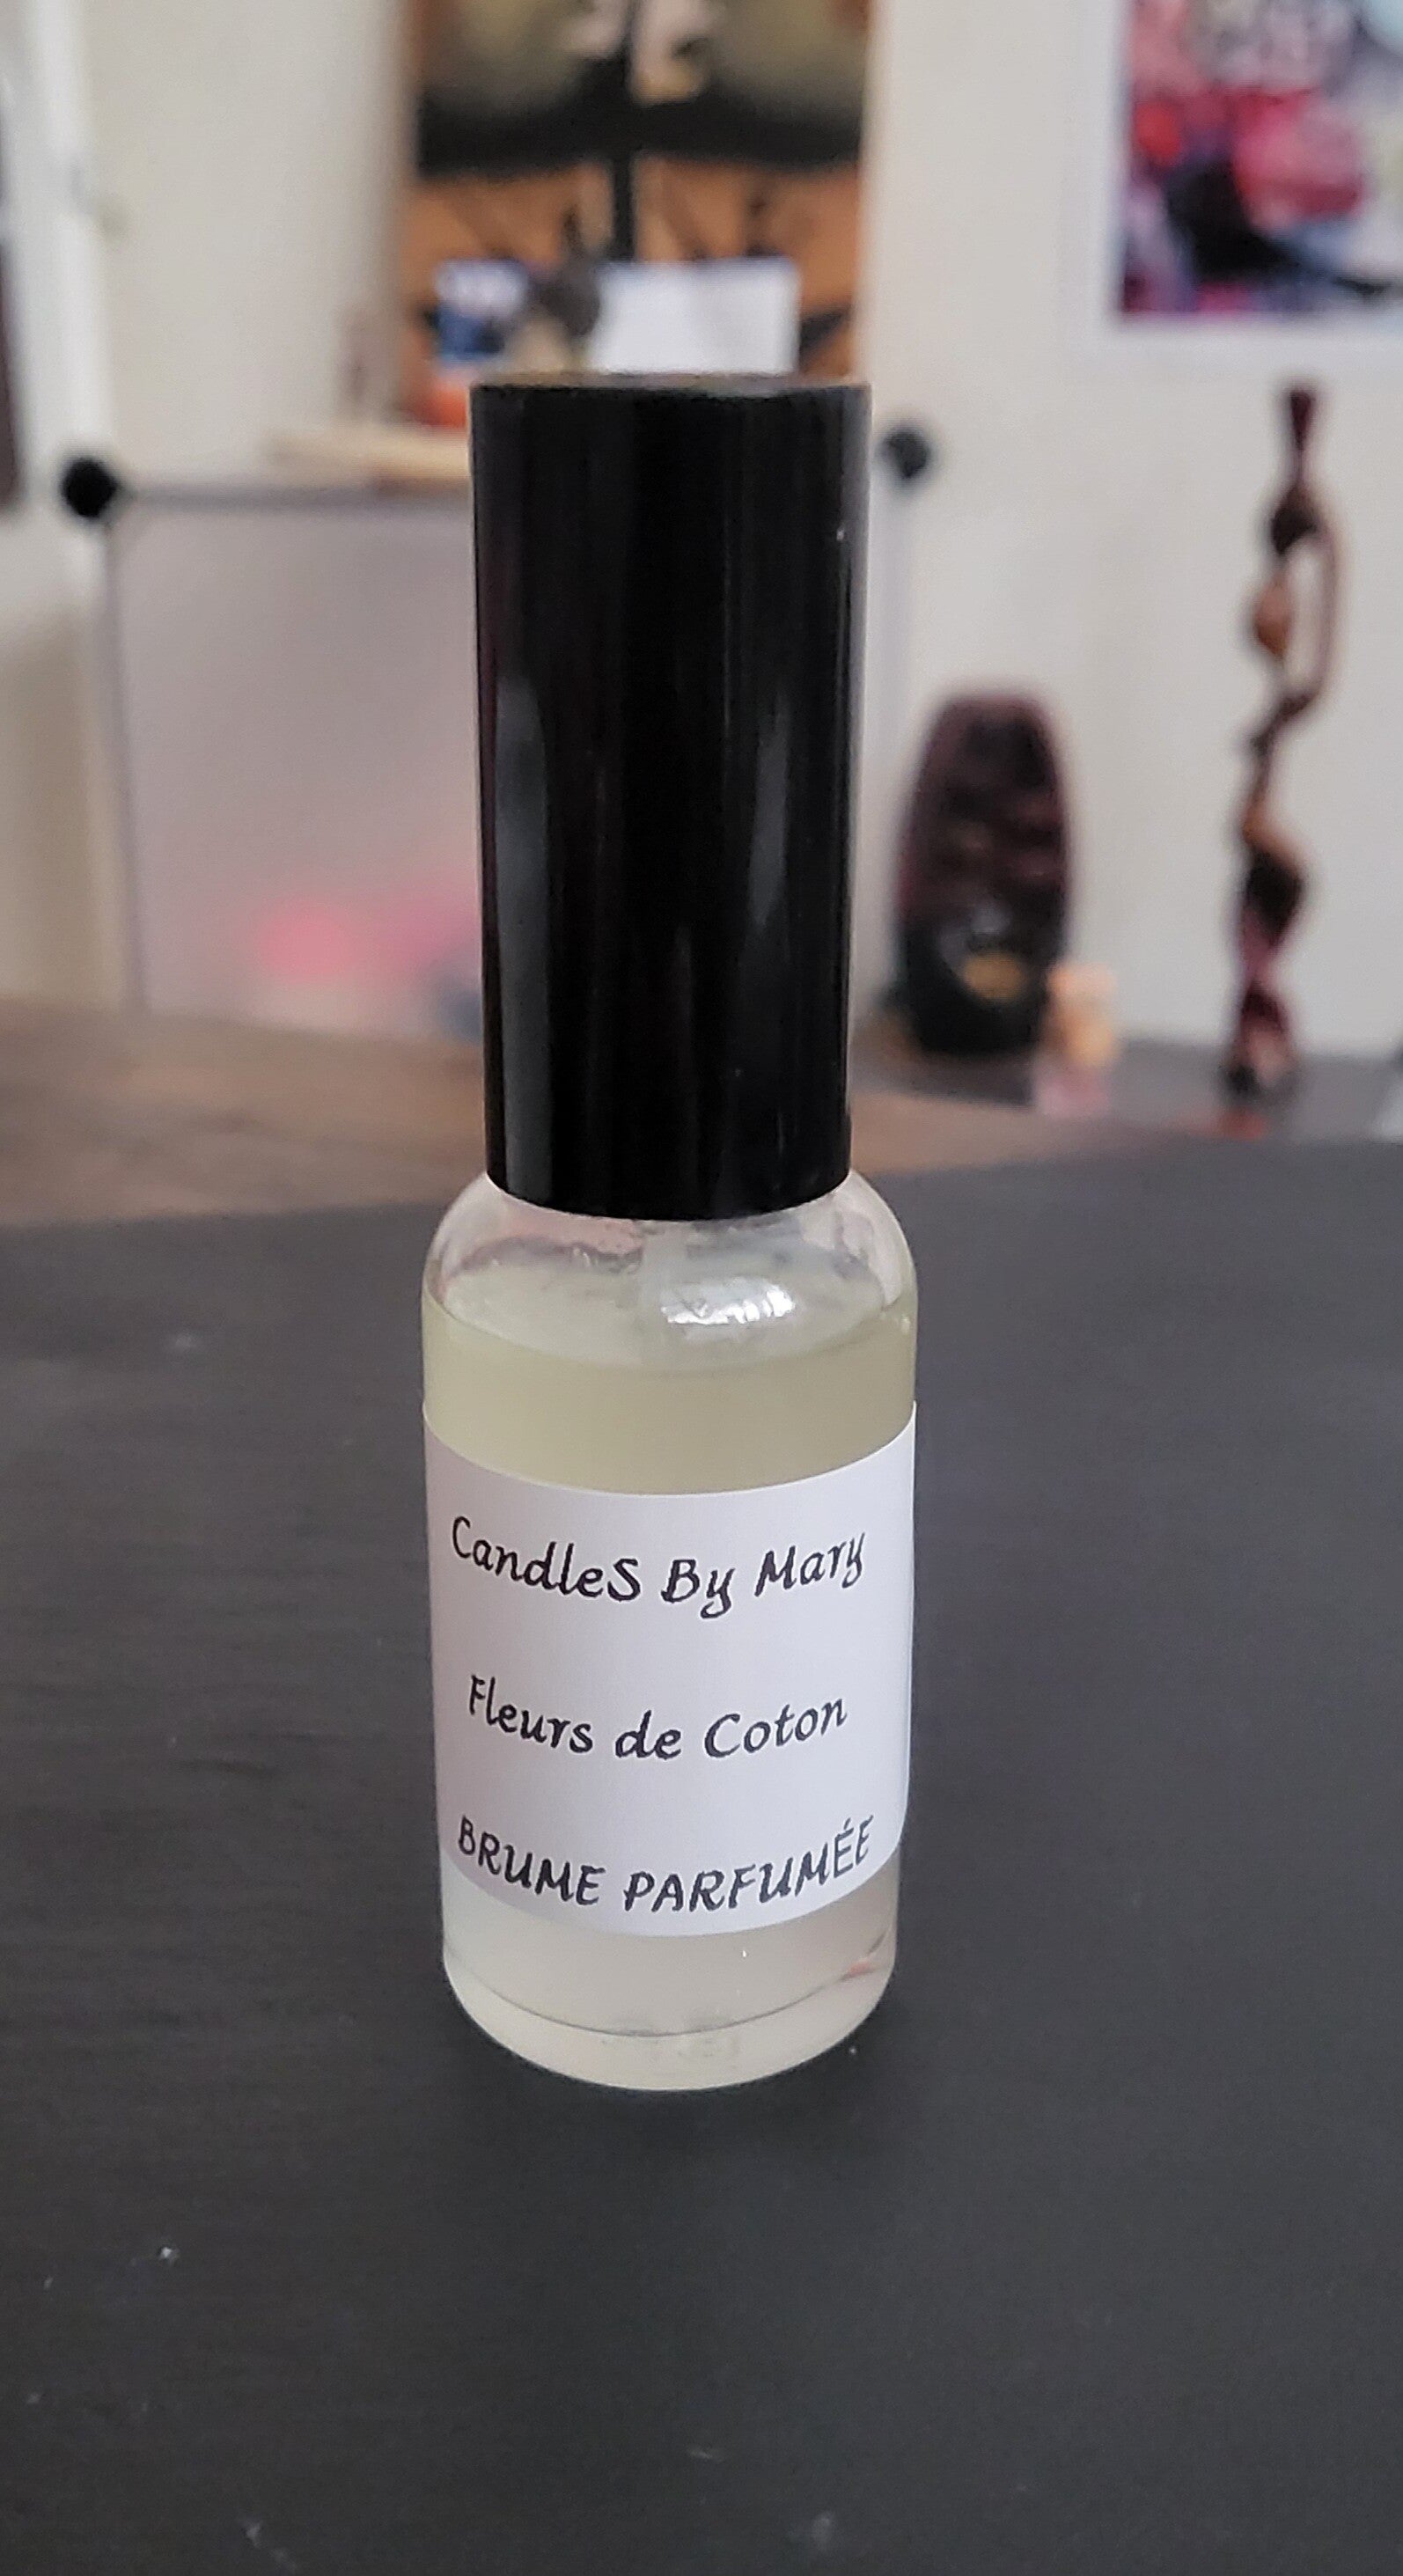 CandleS By Mary
Fleurs de Coton
BRUME PARFUMÉE